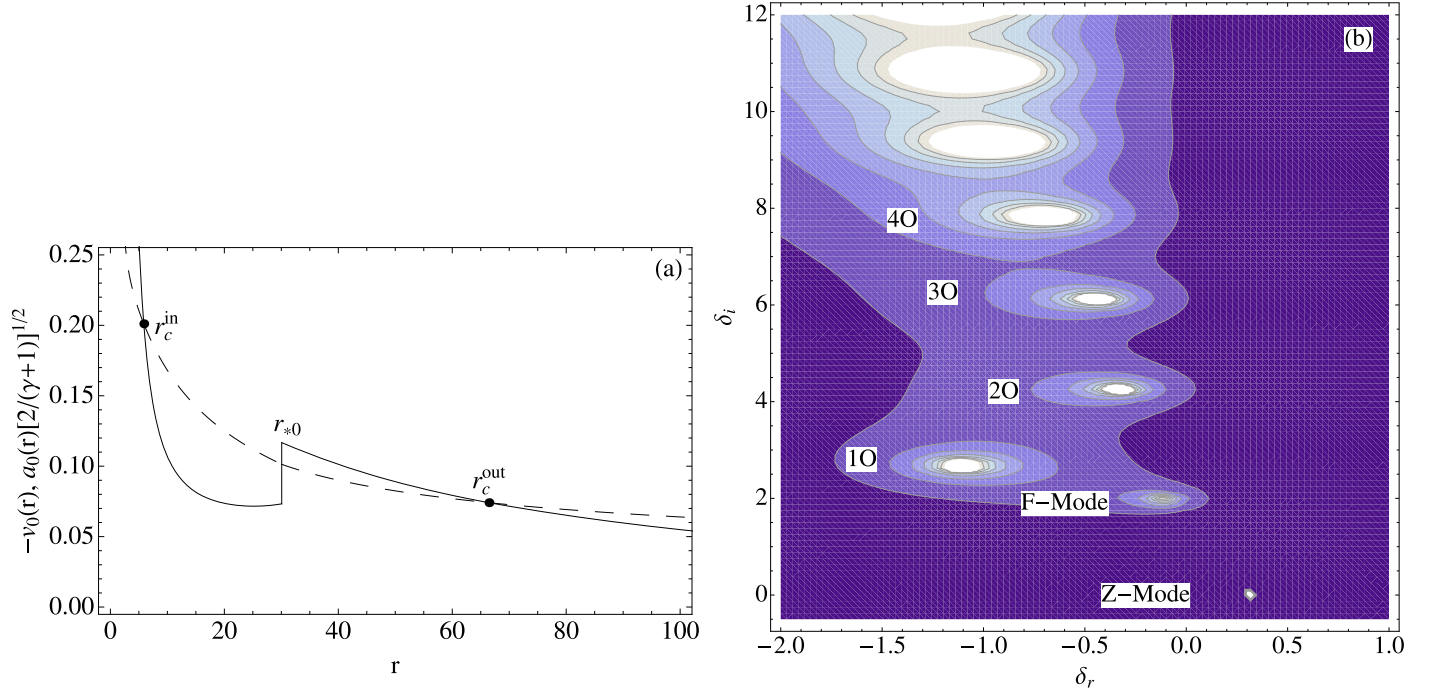 (a)
−v₀(r), a₀(r)[2/(γ+1)]^{1/2}
0.25
0.20
0.15
0.10
0.05
0.00
r_c^{in}
r_{*0}
r_c^{out}
0 20 40 60 80 100
r
(b)
δ_i
12
10
8
6
4
2
0
4O
3O
2O
1O
F−Mode
Z−Mode
−2.0 −1.5 −1.0 −0.5 0.0 0.5 1.0
δ_r